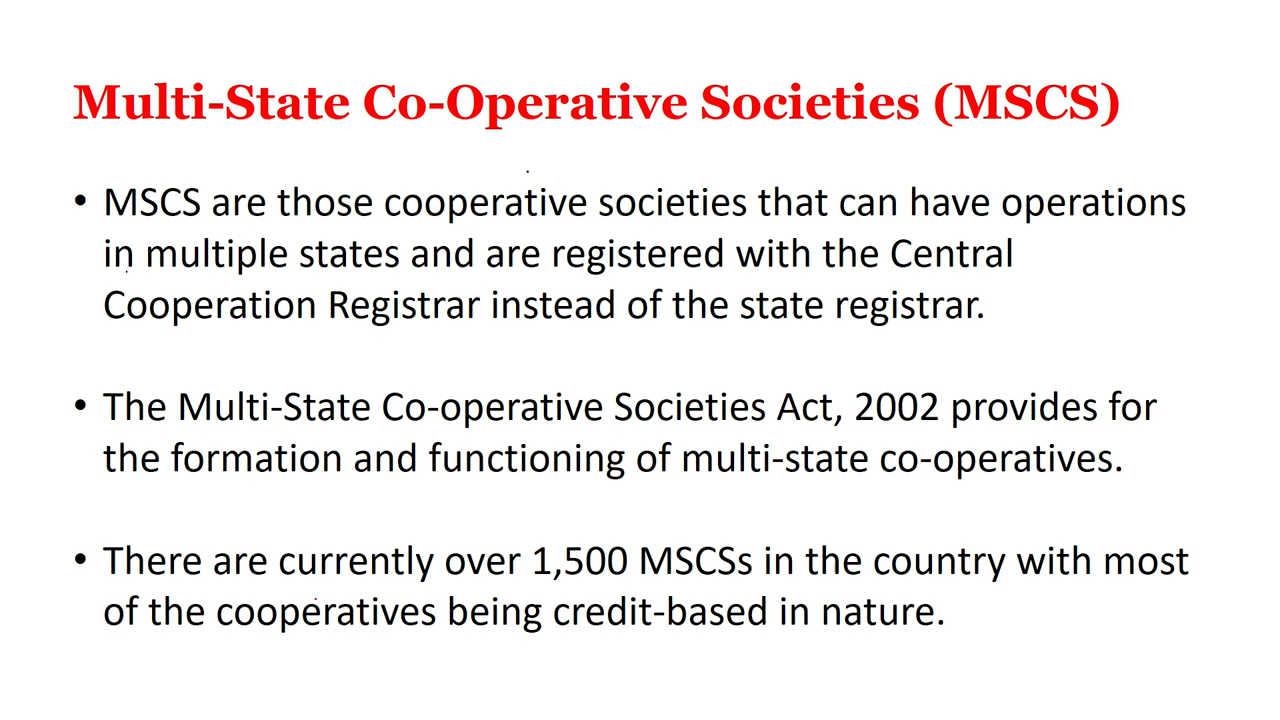 Multi-State Co-Operative Societies (MSCS)
• MSCS are those cooperative societies that can have operations
in multiple states and are registered with the Central
Cooperation Registrar instead of the state registrar.
• The Multi-State Co-operative Societies Act, 2002 provides for
the formation and functioning of multi-state co-operatives.
• There are currently over 1,500 MSCSs in the country with most
of the cooperatives being credit-based in nature.